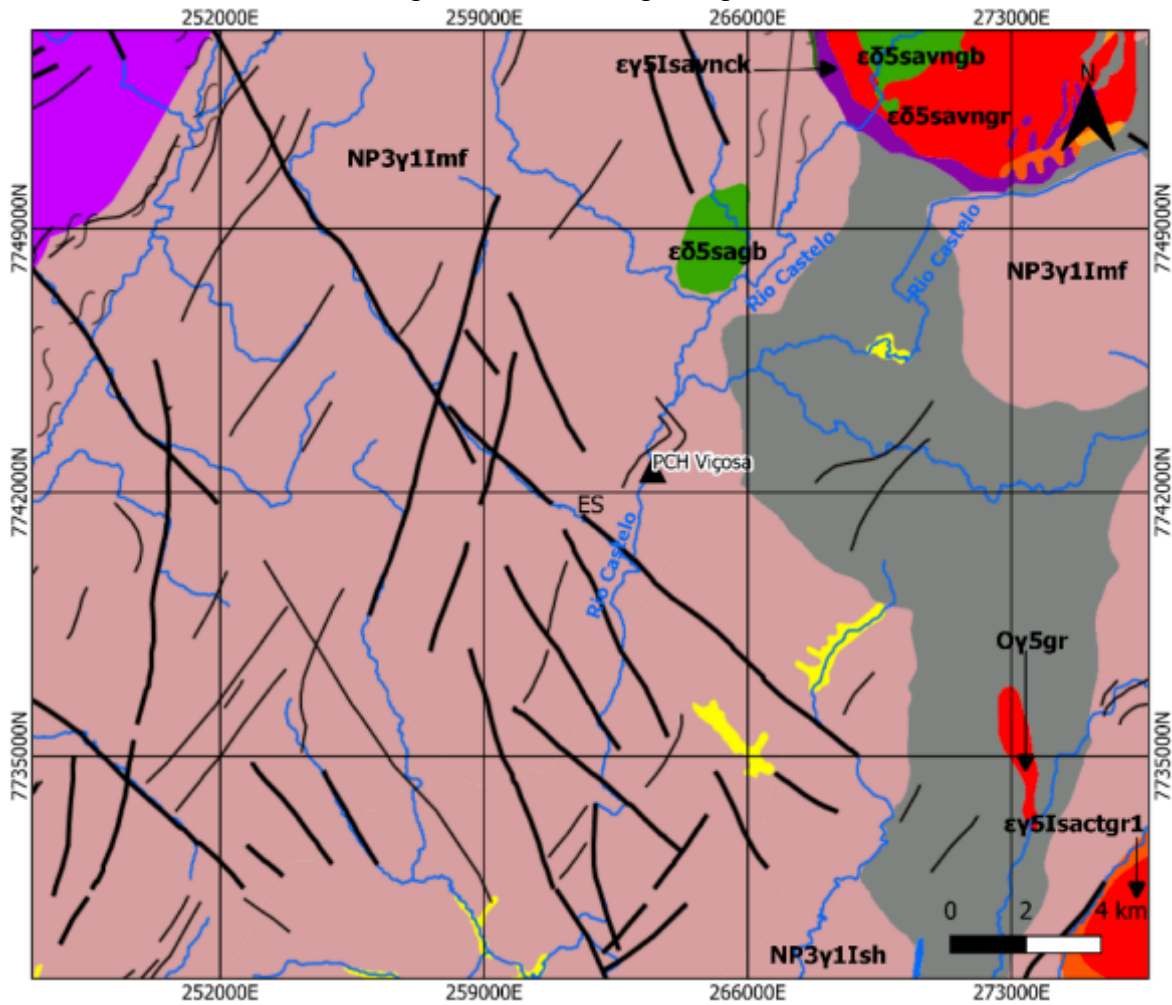 252000E 259000E 266000E 273000E
εγ5Isavnck
εδ5savngb
N
εδ5savngr
NP3γ1Imf
7749000N
7749000N
εδ5sagb
Rio Castelo
Rio Castelo
NP3γ1Imf
PCH Viçosa
7742000N
ES
7742000N
Rio Castelo
Oγ5gr
7735000N
7735000N
εγ5Isactgr1
0 2 4 km
NP3γ1Ish
252000E 259000E 266000E 273000E